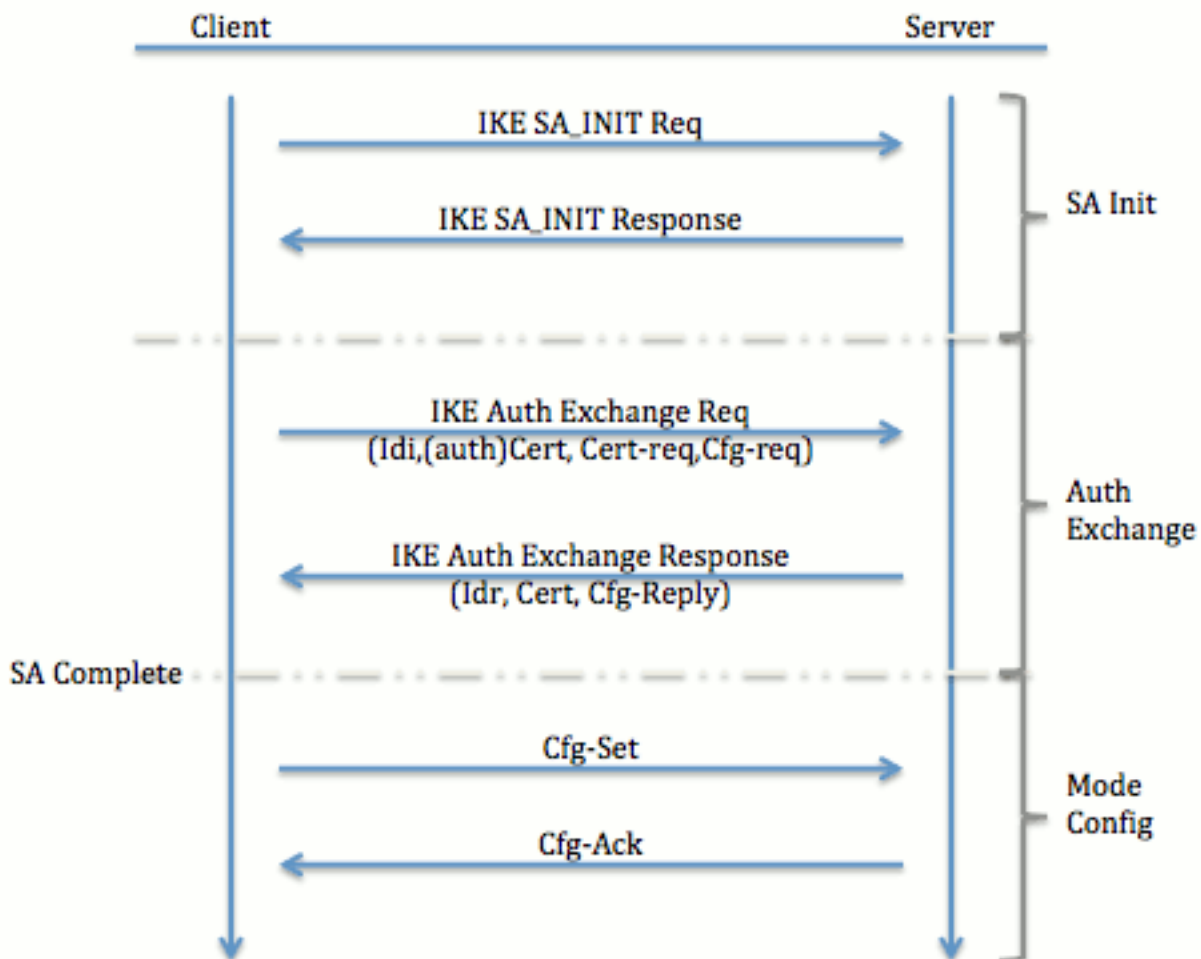 Client
Server
IKE SA_INIT Req
IKE SA_INIT Response
SA Init
IKE Auth Exchange Req
(Idi,(auth)Cert, Cert-req,Cfg-req)
Auth
Exchange
IKE Auth Exchange Response
(Idr, Cert, Cfg-Reply)
SA Complete
Cfg-Set
Mode
Config
Cfg-Ack